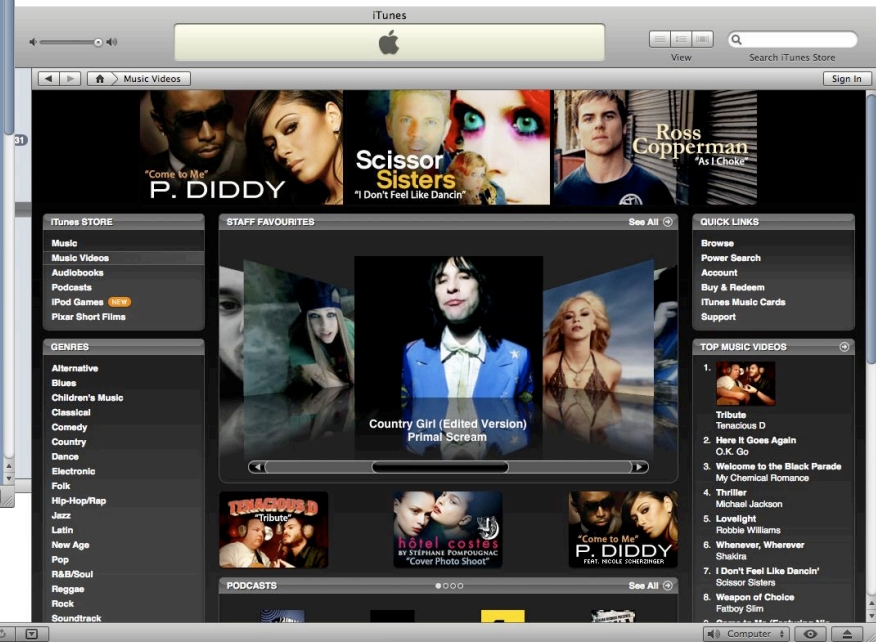 iTunes
View
Search iTunes Store
Music Videos
Sign In
31
"Come to Me"
P. DIDDY
Scissor
Sisters
"I Don't Feel Like Dancin"
Ross
Copperman
"As I Choke"
iTunes STORE
Music
Music Videos
Audiobooks
Podcasts
iPod Games NEW
Pixar Short Films
GENRES
Alternative
Blues
Children's Music
Classical
Comedy
Country
Dance
Electronic
Folk
Hip-Hop/Rap
Jazz
Latin
New Age
Pop
R&B/Soul
Reggae
Rock
Soundtrack
STAFF FAVOURITES
See All
Country Girl (Edited Version)
Primal Scream
TENACIOUS D
"Tribute"
hôtel costes
BY STÉPHANE POMPOUGNAC
"Cover Photo Shoot"
"Come to Me"
P. DIDDY
FEAT. NICOLE SCHERZINGER
PODCASTS
See All
QUICK LINKS
Browse
Power Search
Account
Buy & Redeem
iTunes Music Cards
Support
TOP MUSIC VIDEOS
1.
Tribute
Tenacious D
2. Here It Goes Again
O.K. Go
3. Welcome to the Black Parade
My Chemical Romance
4. Thriller
Michael Jackson
5. Lovelight
Robbie Williams
6. Whenever, Wherever
Shakira
7. I Don't Feel Like Dancin'
Scissor Sisters
8. Weapon of Choice
Fatboy Slim
Computer